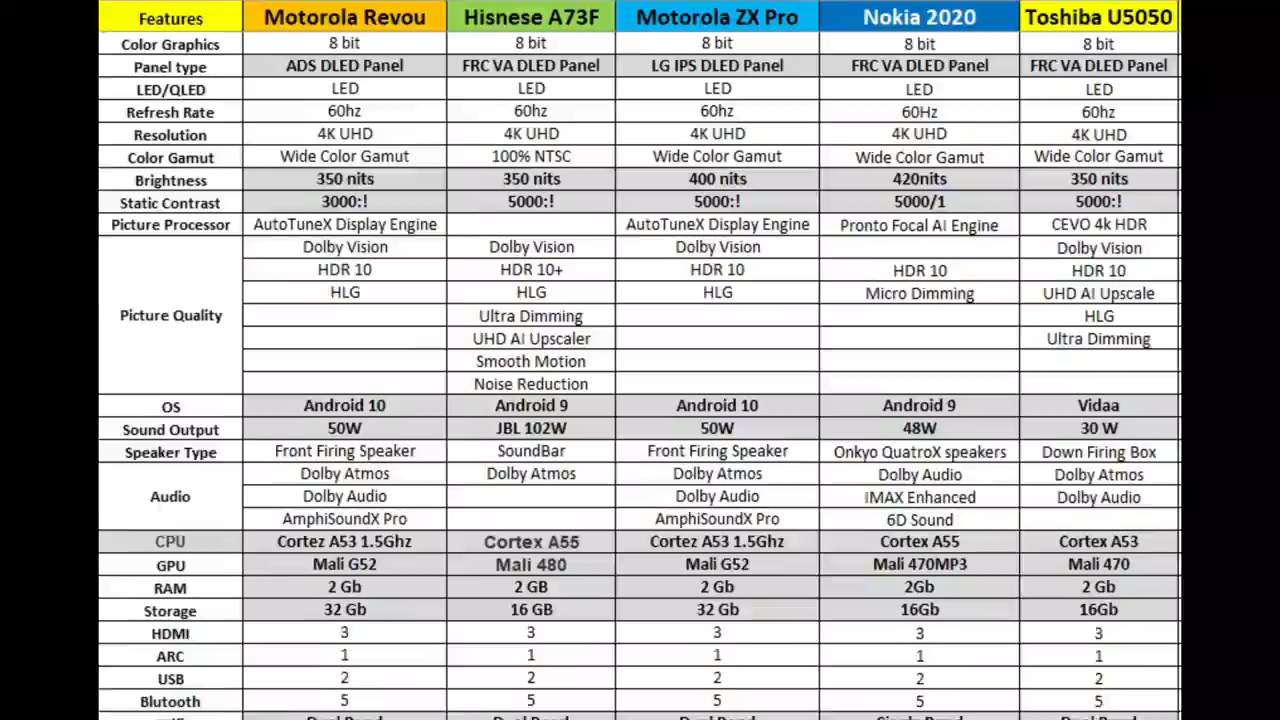 Features Motorola Revou Hisnese A73F Motorola ZX Pro Nokia 2020 Toshiba U5050
Color Graphics 8 bit 8 bit 8 bit 8 bit 8 bit
Panel type ADS DLED Panel FRC VA DLED Panel LG IPS DLED Panel FRC VA DLED Panel FRC VA DLED Panel
LED/QLED LED LED LED LED LED
Refresh Rate 60hz 60hz 60hz 60Hz 60hz
Resolution 4K UHD 4K UHD 4K UHD 4K UHD 4K UHD
Color Gamut Wide Color Gamut 100% NTSC Wide Color Gamut Wide Color Gamut Wide Color Gamut
Brightness 350 nits 350 nits 400 nits 420nits 350 nits
Static Contrast 3000:! 5000:! 5000:! 5000/1 5000:!
Picture Processor AutoTuneX Display Engine AutoTuneX Display Engine Pronto Focal AI Engine CEVO 4k HDR
Dolby Vision Dolby Vision Dolby Vision Dolby Vision
HDR 10 HDR 10+ HDR 10 HDR 10 HDR 10
HLG HLG HLG Micro Dimming UHD AI Upscale
Picture Quality Ultra Dimming HLG
UHD AI Upscaler Ultra Dimming
Smooth Motion
Noise Reduction
OS Android 10 Android 9 Android 10 Android 9 Vidaa
Sound Output 50W JBL 102W 50W 48W 30 W
Speaker Type Front Firing Speaker SoundBar Front Firing Speaker Onkyo QuatroX speakers Down Firing Box
Dolby Atmos Dolby Atmos Dolby Atmos Dolby Audio Dolby Atmos
Audio Dolby Audio Dolby Audio IMAX Enhanced Dolby Audio
AmphiSoundX Pro AmphiSoundX Pro 6D Sound
CPU Cortez A53 1.5Ghz Cortex A55 Cortez A53 1.5Ghz Cortex A55 Cortex A53
GPU Mali G52 Mali 480 Mali G52 Mali 470MP3 Mali 470
RAM 2 Gb 2 GB 2 Gb 2Gb 2 Gb
Storage 32 Gb 16 GB 32 Gb 16Gb 16Gb
HDMI 3 3 3 3 3
ARC 1 1 1 1 1
USB 2 2 2 2 2
Blutooth 5 5 5 5 5